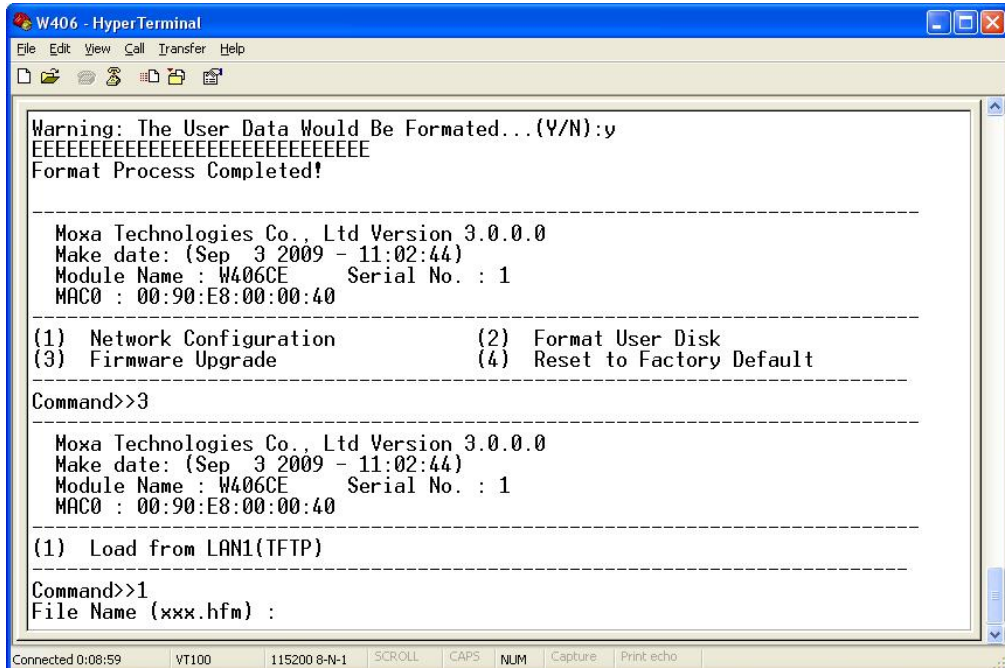 W406 - HyperTerminal
File Edit View Call Transfer Help
Warning: The User Data Would Be Formated...(Y/N):y
EEEEEEEEEEEEEEEEEEEEEEEEEEEEEE
Format Process Completed!
--------------------------------------------------------------------------------
Moxa Technologies Co., Ltd Version 3.0.0.0
Make date: (Sep  3 2009 - 11:02:44)
Module Name : W406CE     Serial No. : 1
MAC0 : 00:90:E8:00:00:40
--------------------------------------------------------------------------------
(1)  Network Configuration             (2)  Format User Disk
(3)  Firmware Upgrade                  (4)  Reset to Factory Default
-------------------------------------------------------------------------------
Command>>3
--------------------------------------------------------------------------------
Moxa Technologies Co., Ltd Version 3.0.0.0
Make date: (Sep  3 2009 - 11:02:44)
Module Name : W406CE     Serial No. : 1
MAC0 : 00:90:E8:00:00:40
--------------------------------------------------------------------------------
(1)  Load from LAN1(TFTP)
-------------------------------------------------------------------------------
Command>>1
File Name (xxx.hfm) :
Connected 0:08:59 VT100 115200 8-N-1 SCROLL CAPS NUM Capture Print echo